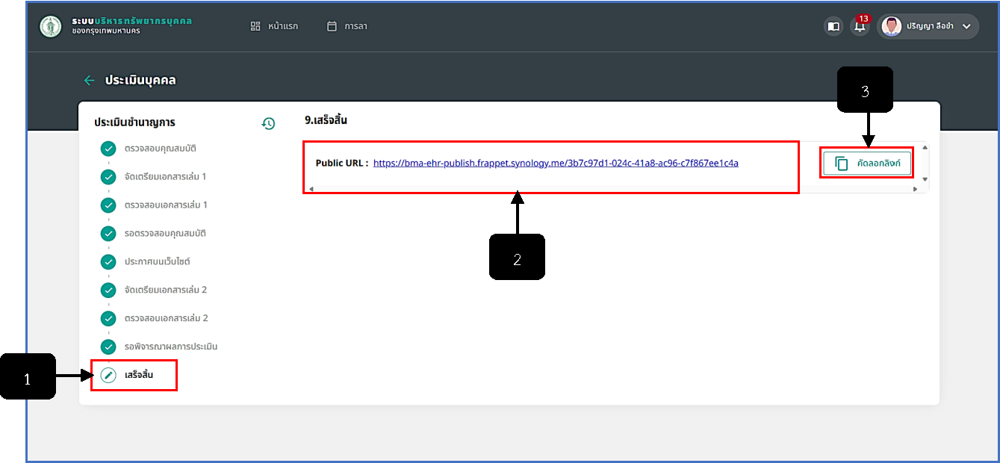 ระบบบริหารทรัพยากรบุคคล
ของกรุงเทพมหานคร
หน้าแรก
การลา
13
ปริญญา ลือขำ
ประเมินบุคคล
3
ประเมินชำนาญการ
ตรวจสอบคุณสมบัติ
จัดเตรียมเอกสารเล่ม 1
ตรวจสอบเอกสารเล่ม 1
รอตรวจสอบคุณสมบัติ
ประกาศบนเว็บไซต์
จัดเตรียมเอกสารเล่ม 2
ตรวจสอบเอกสารเล่ม 2
รอพิจารณาผลการประเมิน
เสร็จสิ้น
1
9.เสร็จสิ้น
Public URL : https://bma-ehr-publish.frappet.synology.me/3b7c97d1-024c-41a8-ac96-c7f867ee1c4a
คัดลอกลิงก์
2